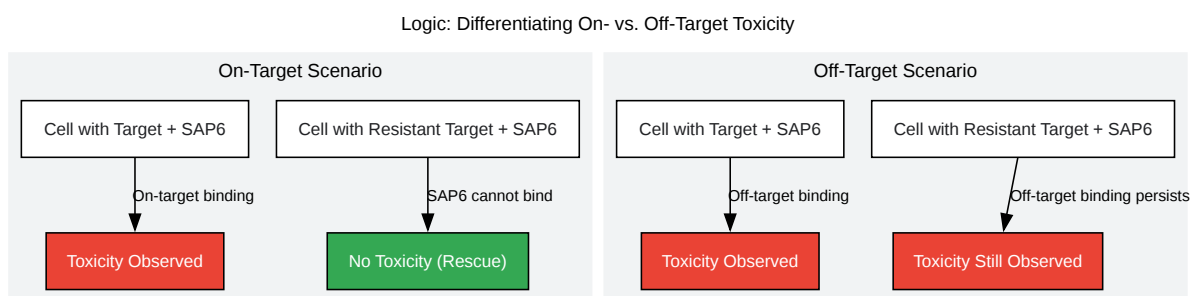 Logic: Differentiating On- vs. Off-Target Toxicity
On-Target Scenario
Cell with Target + SAP6
Cell with Resistant Target + SAP6
On-target binding
SAP6 cannot bind
Toxicity Observed
No Toxicity (Rescue)
Off-Target Scenario
Cell with Target + SAP6
Cell with Resistant Target + SAP6
Off-target binding
Off-target binding persists
Toxicity Observed
Toxicity Still Observed